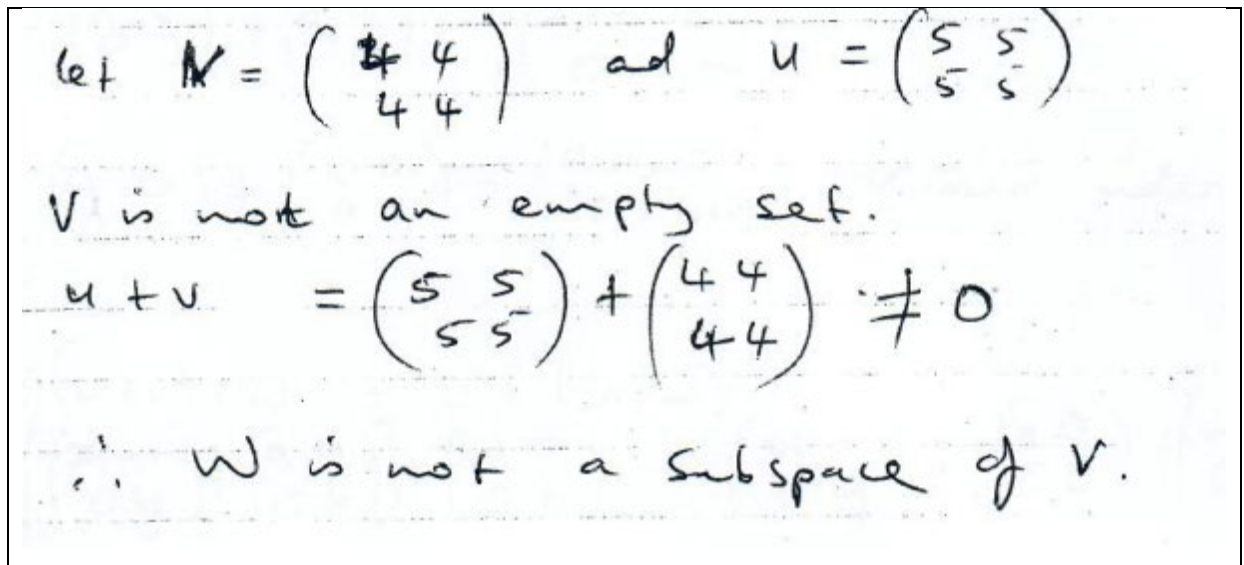 let V = ( 4 4 ) ad u = ( 5 5 )
4 4 5 5
V is not an empty set.
u + v = ( 5 5 ) + ( 4 4 ) ≠ 0
5 5 4 4
∴ W is not a subspace of V.